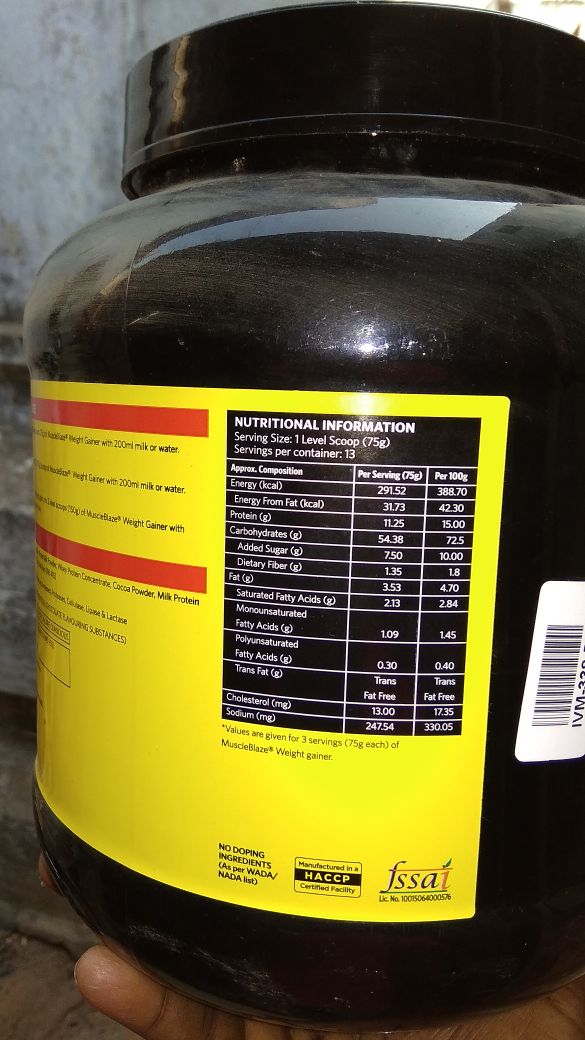 MuscleBlaze® Weight Gainer with 200ml milk or water.
MuscleBlaze® Weight Gainer with 200ml milk or water.
(150g) of MuscleBlaze® Weight Gainer with
Whey Protein Concentrate, Cocoa Powder, Milk Protein
Cellulase, Lipase & Lactase
FLAVOURING SUBSTANCES)
NUTRITIONAL INFORMATION
Serving Size: 1 Level Scoop (75g)
Servings per container: 13
Approx. Composition Per Serving (75g) Per 100g
Energy (kcal) 291.52 388.70
Energy From Fat (kcal) 31.73 42.30
Protein (g) 11.25 15.00
Carbohydrates (g) 54.38 72.5
Added Sugar (g) 7.50 10.00
Dietary Fiber (g) 1.35 1.8
Fat (g) 3.53 4.70
Saturated Fatty Acids (g) 2.13 2.84
Monounsaturated
Fatty Acids (g) 1.09 1.45
Polyunsaturated
Fatty Acids (g) 0.30 0.40
Trans Fat (g) Trans Trans
Fat Free Fat Free
Cholesterol (mg) 13.00 17.35
Sodium (mg) 247.54 330.05
*Values are given for 3 servings (75g each) of
MuscleBlaze® Weight gainer.
NO DOPING
INGREDIENTS
(As per WADA/
NADA list)
Manufactured in a
HACCP
Certified Facility
fssai
Lic. No. 10015064000576